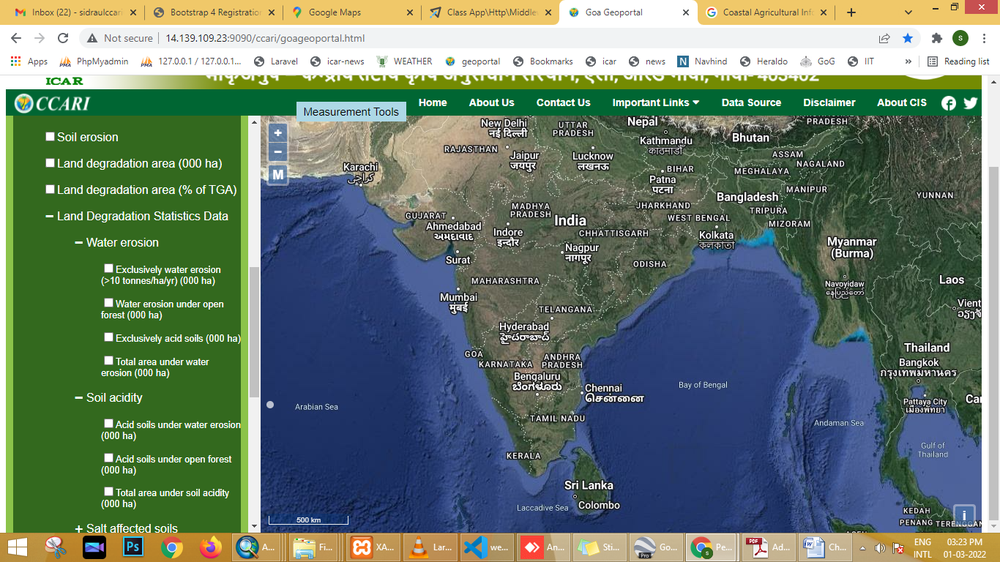 Inbox (22) - sidraulccar
Bootstrap 4 Registration
Google Maps
Class App\Http\Middlew
Goa Geoportal
Coastal Agricultural Info
Not secure
14.139.109.23:9090/ccari/goageoportal.html
s
Apps
PhpMyadmin
127.0.0.1 / 127.0.0.1...
Laravel
icar-news
WEATHER
geoportal
Bookmarks
icar
news
Navhind
Heraldo
GoG
IIT
»
Reading list
ICAR
CCARI
Home
About Us
Contact Us
Important Links
Data Source
Disclaimer
About CIS
Measurement Tools
Soil erosion
Land degradation area (000 ha)
Land degradation area (% of TGA)
Land Degradation Statistics Data
Water erosion
Exclusively water erosion
(>10 tonnes/ha/yr) (000 ha)
Water erosion under open
forest (000 ha)
Exclusively acid soils (000 ha)
Total area under water
erosion (000 ha)
Soil acidity
Acid soils under water erosion
(000 ha)
Acid soils under open forest
(000 ha)
Total area under soil acidity
(000 ha)
Salt affected soils
+
−
M
New Delhi
नई दिल्ली
UTTAR
PRADESH
Nepal
Kathmandu
काठमाडौँ
Bhutan
PRADESH
RAJASTHAN
Jaipur
जयपुर
Lucknow
लखनऊ
ASSAM
NAGALAND
MEGHALAYA
Karachi
کراچی
BIHAR
Patna
पटना
MANIPUR
YUNNAN
Bangladesh
TRIPURA
MIZORAM
GUJARAT
Ahmedabad
અમદાવાદ
MADHYA
PRADESH
India
JHARKHAND
WEST BENGAL
Indore
इन्दौर
CHHATTISGARH
Kolkata
কলকাতা
Myanmar
(Burma)
Surat
Nagpur
नागपूर
ODISHA
MAHARASHTRA
Naypyidaw
နေပြည်တော်
Laos
Mumbai
मुंबई
TELANGANA
Vient
ວຽງຈັ
Hyderabad
హైదరాబాద్
Thailand
GOA
KARNATAKA
ANDHRA
PRADESH
Bangkok
กรุงเทพมหานคร
Bengaluru
ಬೆಂಗಳೂರು
Chennai
சென்னை
Bay of Bengal
Arabian Sea
Pattaya City
เมืองพัทยา
Ca
TAMIL NADU
Andaman Sea
Gulf of
Thailand
KERALA
Sri Lanka
Colombo
Laccadive Sea
KEDAH
PENANG
TERENGGAN
ACEH
500 km
i
Ps
A...
Fi...
XA...
Lar...
we...
An...
Sti...
Go...
Pro
Pe...
PDF
Ad...
Ch...
ENG
INTL
03:23 PM
01-03-2022